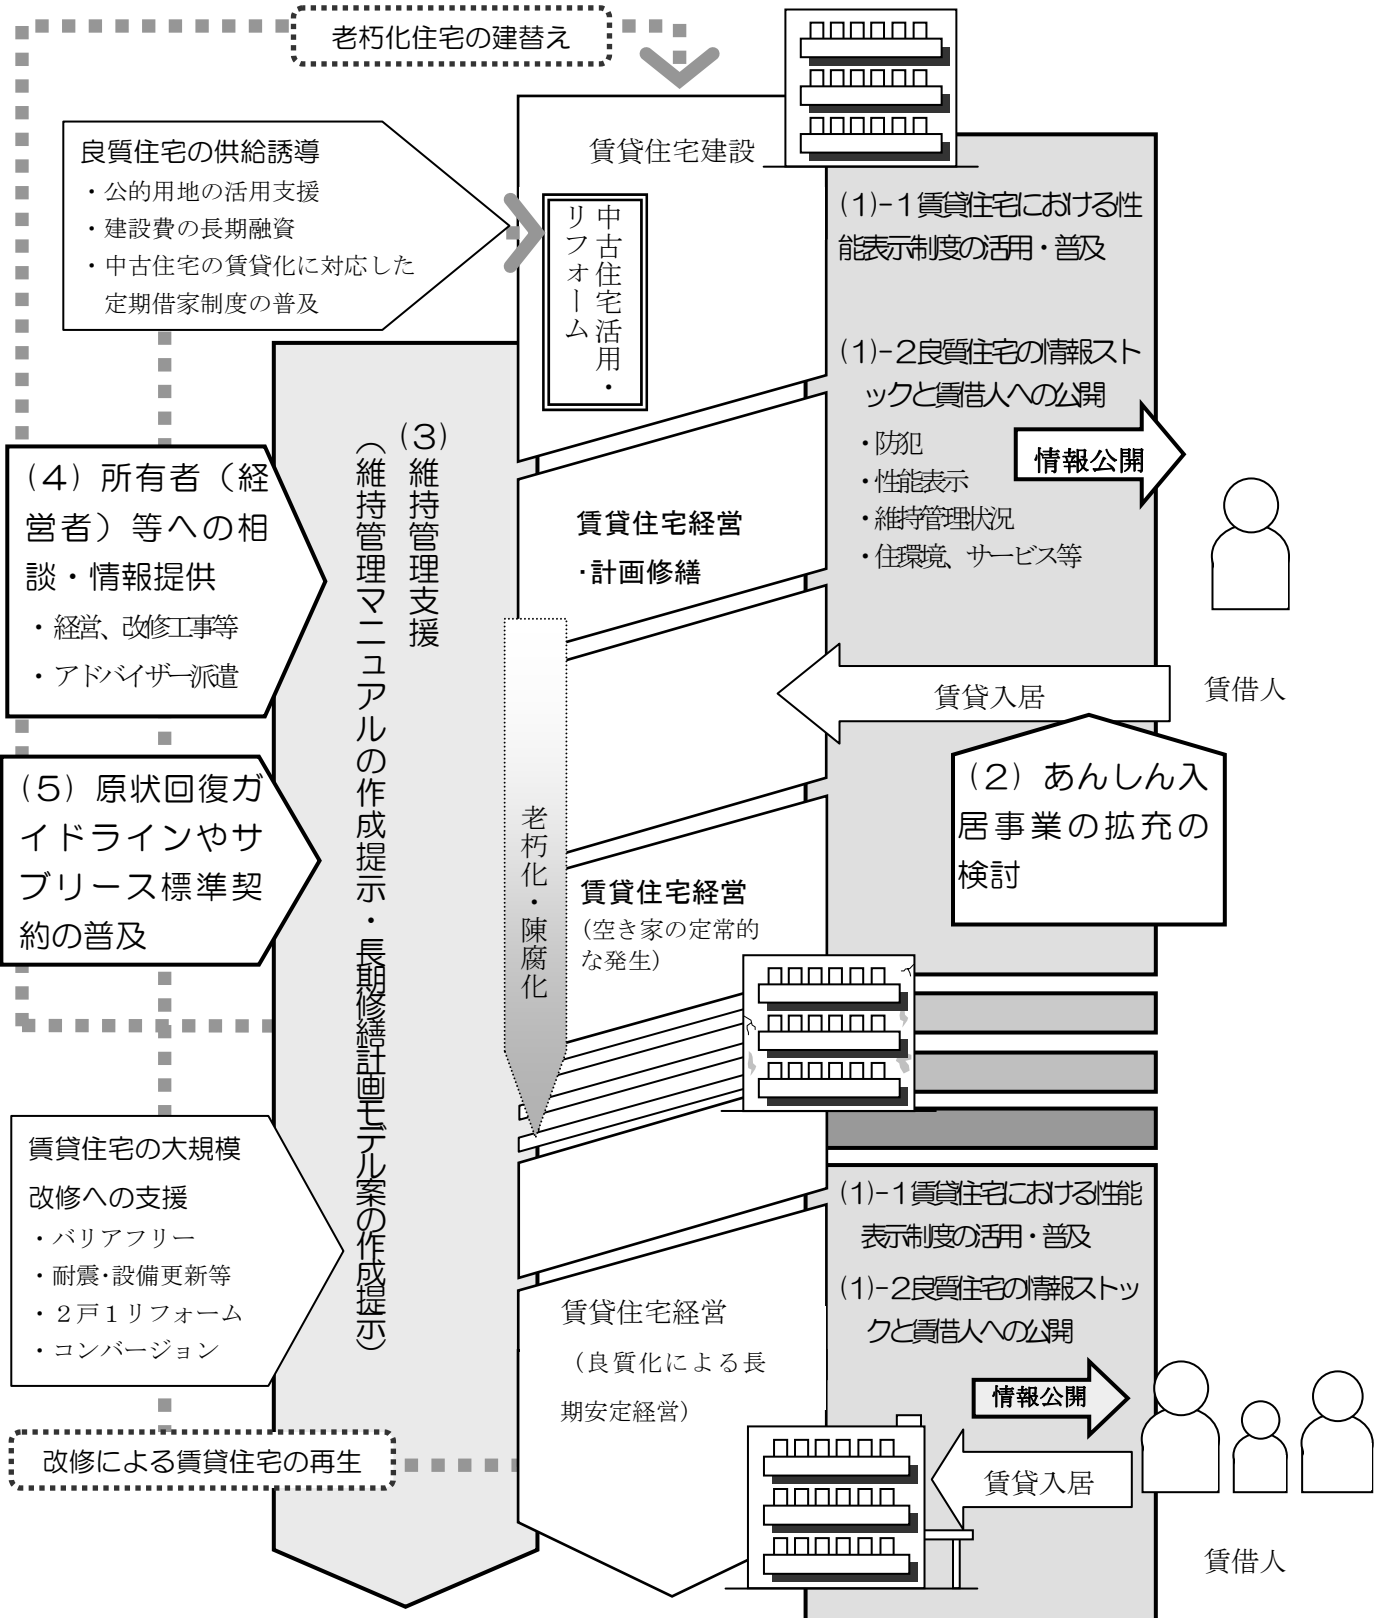 老朽化住宅の建替え
賃貸住宅建設
良質住宅の供給誘導
・公的用地の活用支援
・建設費の長期融資
・中古住宅の賃貸化に対応した
定期借家制度の普及
中古住宅活用・
リフォーム
(1)-1賃貸住宅における性
能表示制度の活用・普及
(1)-2良質住宅の情報スト
ックと賃借人への公開
・防犯
・性能表示
・維持管理状況
・住環境、サービス等
情報公開
(3)維持管理支援
(維持管理マニュアルの作成提示・長期修繕計画モデル案の作成提示)
(4)所有者（経
営者）等への相
談・情報提供
・経営、改修工事等
・アドバイザー派遣
賃貸住宅経営
・計画修繕
賃貸入居
賃借人
(2)あんしん入
居事業の拡充の
検討
(5)原状回復ガ
イドラインやサ
ブリース標準契
約の普及
老朽化・陳腐化
賃貸住宅経営
(空き家の定常的
な発生)
賃貸住宅の大規模
改修への支援
・バリアフリー
・耐震・設備更新等
・２戸１リフォーム
・コンバージョン
(1)-1賃貸住宅における性能
表示制度の活用・普及
(1)-2良質住宅の情報ストッ
クと賃借人への公開
賃貸住宅経営
（良質化による長
期安定経営）
情報公開
改修による賃貸住宅の再生
賃貸入居
賃借人